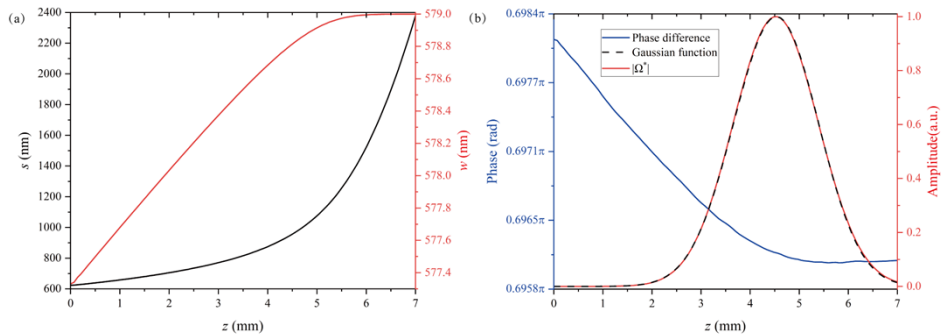 (a)
2400
2200
2000
1800
1600
1400
1200
1000
800
600
s (nm)
579.0
578.8
578.6
578.4
578.2
578.0
577.8
577.6
577.4
w (nm)
0 1 2 3 4 5 6 7
z (mm)
(b)
0.6984π
0.6977π
0.6971π
0.6965π
0.6958π
Phase (rad)
Phase difference
Gaussian function
|Ω*|
1.0
0.8
0.6
0.4
0.2
0.0
Amplitude(a.u.)
0 1 2 3 4 5 6 7
z (mm)